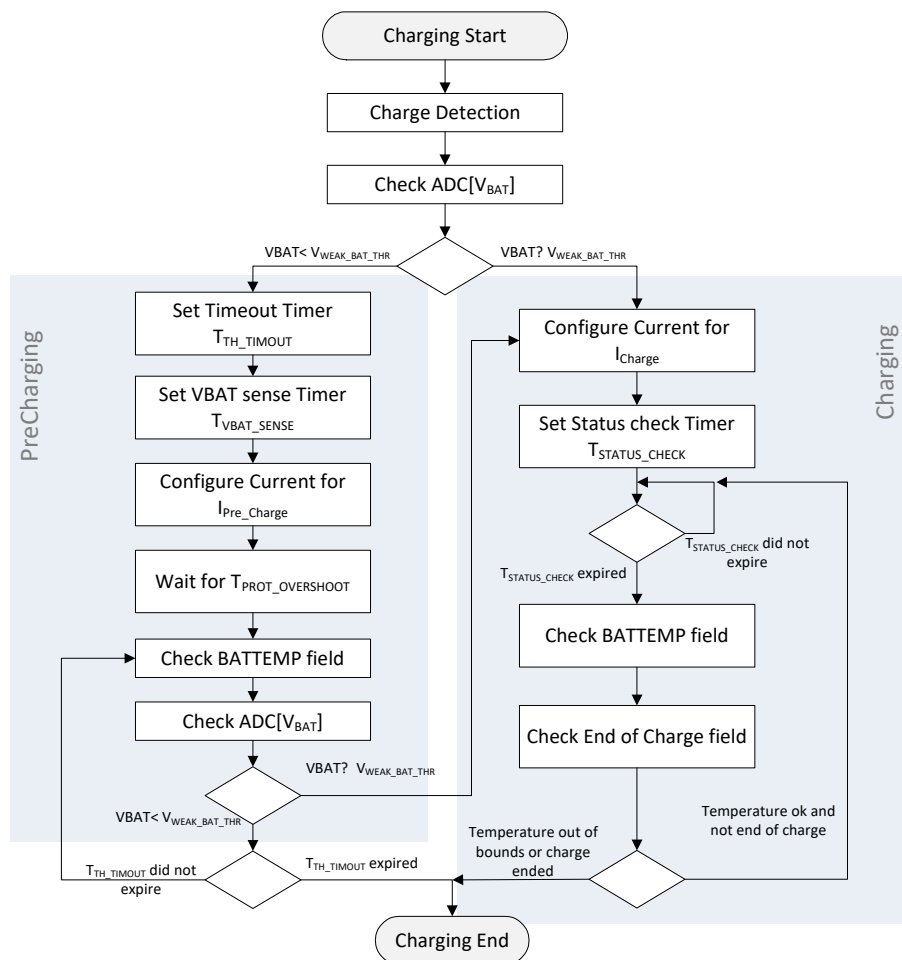 Charging Start
Charge Detection
Check ADC[VBAT]
VBAT< VWEAK_BAT_THR
VBAT? VWEAK_BAT_THR
PreCharging
Set Timeout Timer
TTH_TIMOUT
Set VBAT sense Timer
TVBAT_SENSE
Configure Current for
IPre_Charge
Wait for TPROT_OVERSHOOT
Check BATTEMP field
Check ADC[VBAT]
VBAT? VWEAK_BAT_THR
VBAT< VWEAK_BAT_THR
TTH_TIMOUT did not
expire
TTH_TIMOUT expired
Charging
Configure Current for
ICharge
Set Status check Timer
TSTATUS_CHECK
TSTATUS_CHECK did not
expire
TSTATUS_CHECK expired
Check BATTEMP field
Check End of Charge field
Temperature ok and
not end of charge
Temperature out of
bounds or charge
ended
Charging End